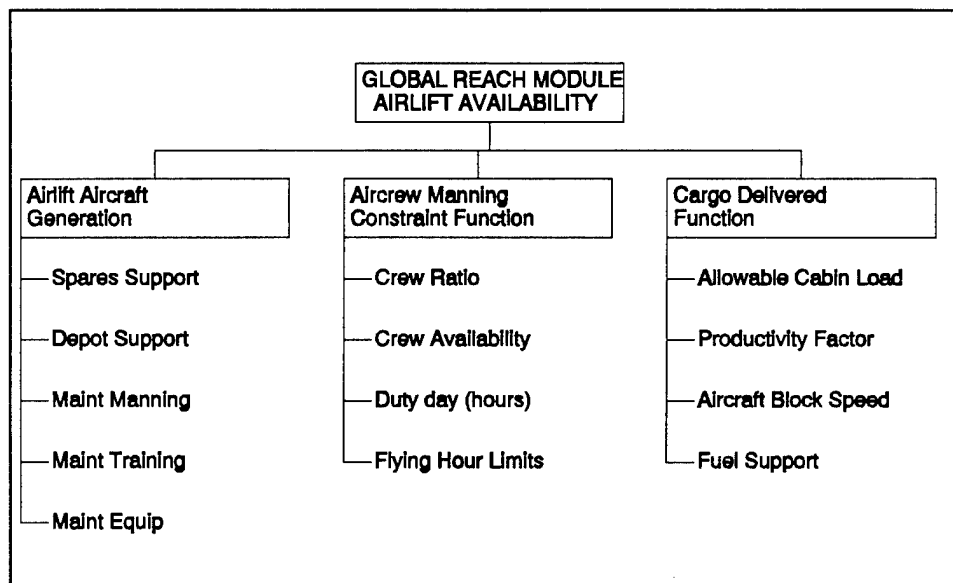 GLOBAL REACH MODULE
AIRLIFT AVAILABILITY
Airlift Aircraft
Generation
Spares Support
Depot Support
Maint Manning
Maint Training
Maint Equip
Aircrew Manning
Constraint Function
Crew Ratio
Crew Availability
Duty day (hours)
Flying Hour Limits
Cargo Delivered
Function
Allowable Cabin Load
Productivity Factor
Aircraft Block Speed
Fuel Support